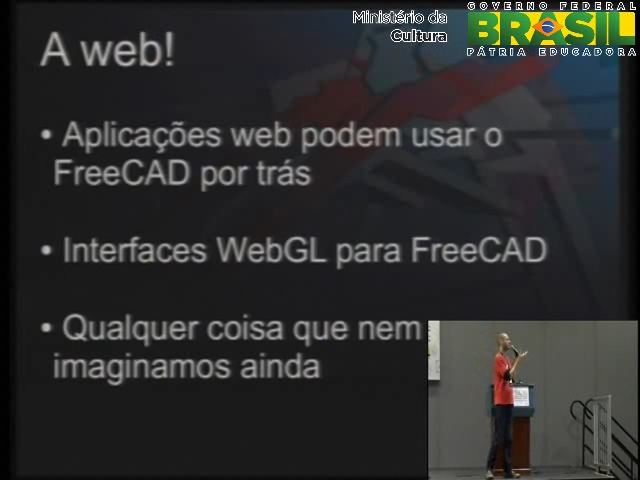 Ministério da
Cultura
GOVERNO FEDERAL
BRASIL
PÁTRIA EDUCADORA
A web!
• Aplicações web podem usar o
FreeCAD por trás
• Interfaces WebGL para FreeCAD
• Qualquer coisa que nem
imaginamos ainda